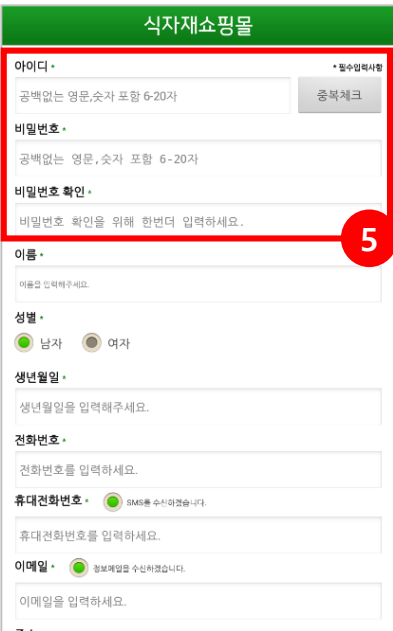 식자재쇼핑몰
아이디 * * 필수입력사항
공백없는 영문,숫자 포함 6-20자 중복체크
비밀번호 *
공백없는 영문,숫자 포함 6-20자
비밀번호 확인 *
비밀번호 확인을 위해 한번더 입력하세요.
5
이름 *
이름을 입력해주세요.
성별 *
남자 여자
생년월일 *
생년월일을 입력해주세요.
전화번호 *
전화번호를 입력하세요.
휴대전화번호 * SMS를 수신하겠습니다.
휴대전화번호를 입력하세요.
이메일 * 정보메일을 수신하겠습니다.
이메일을 입력하세요.